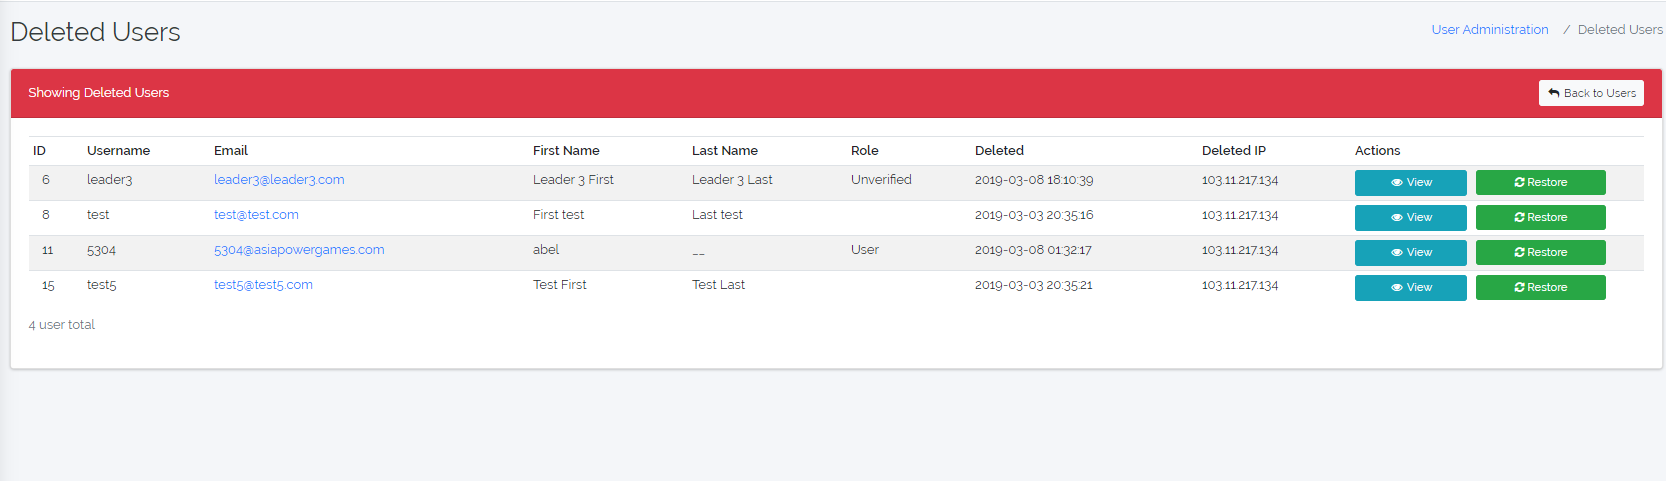 Deleted Users
User Administration / Deleted Users
Showing Deleted Users
Back to Users
ID Username Email First Name Last Name Role Deleted Deleted IP Actions
6 leader3 leader3@leader3.com Leader 3 First Leader 3 Last Unverified 2019-03-08 18:10:39 103.11.217.134 View Restore
8 test test@test.com First test Last test 2019-03-03 20:35:16 103.11.217.134 View Restore
11 5304 5304@asiapowergames.com abel __ User 2019-03-08 01:32:17 103.11.217.134 View Restore
15 test5 test5@test5.com Test First Test Last 2019-03-03 20:35:21 103.11.217.134 View Restore
4 user total